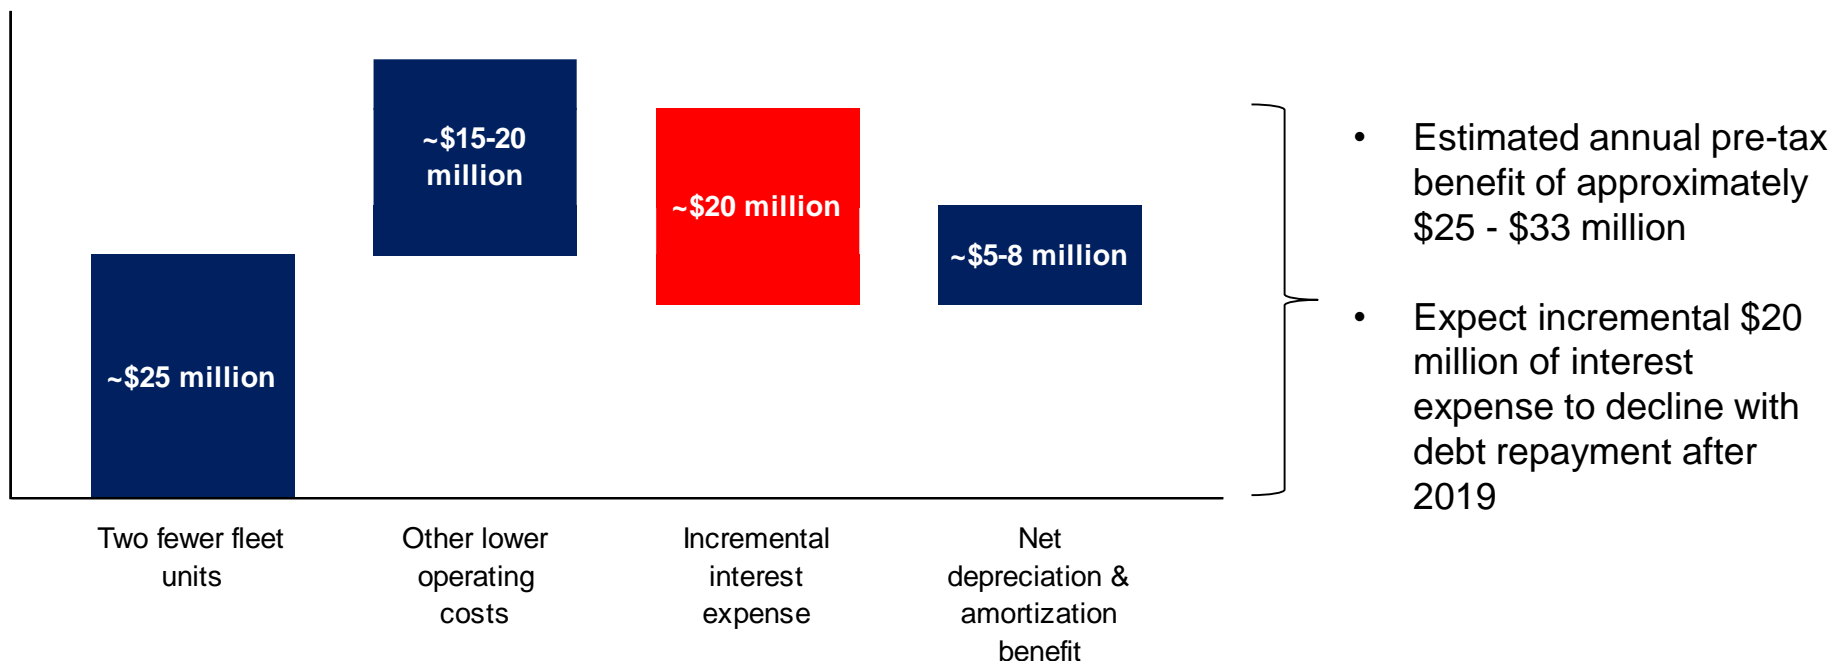 ~$15-20
million
~$20 million
~$5-8 million
~$25 million
Two fewer fleet
units
Other lower
operating
costs
Incremental
interest
expense
Net
depreciation &
amortization
benefit
• Estimated annual pre-tax
benefit of approximately
$25 - $33 million
• Expect incremental $20
million of interest
expense to decline with
debt repayment after
2019